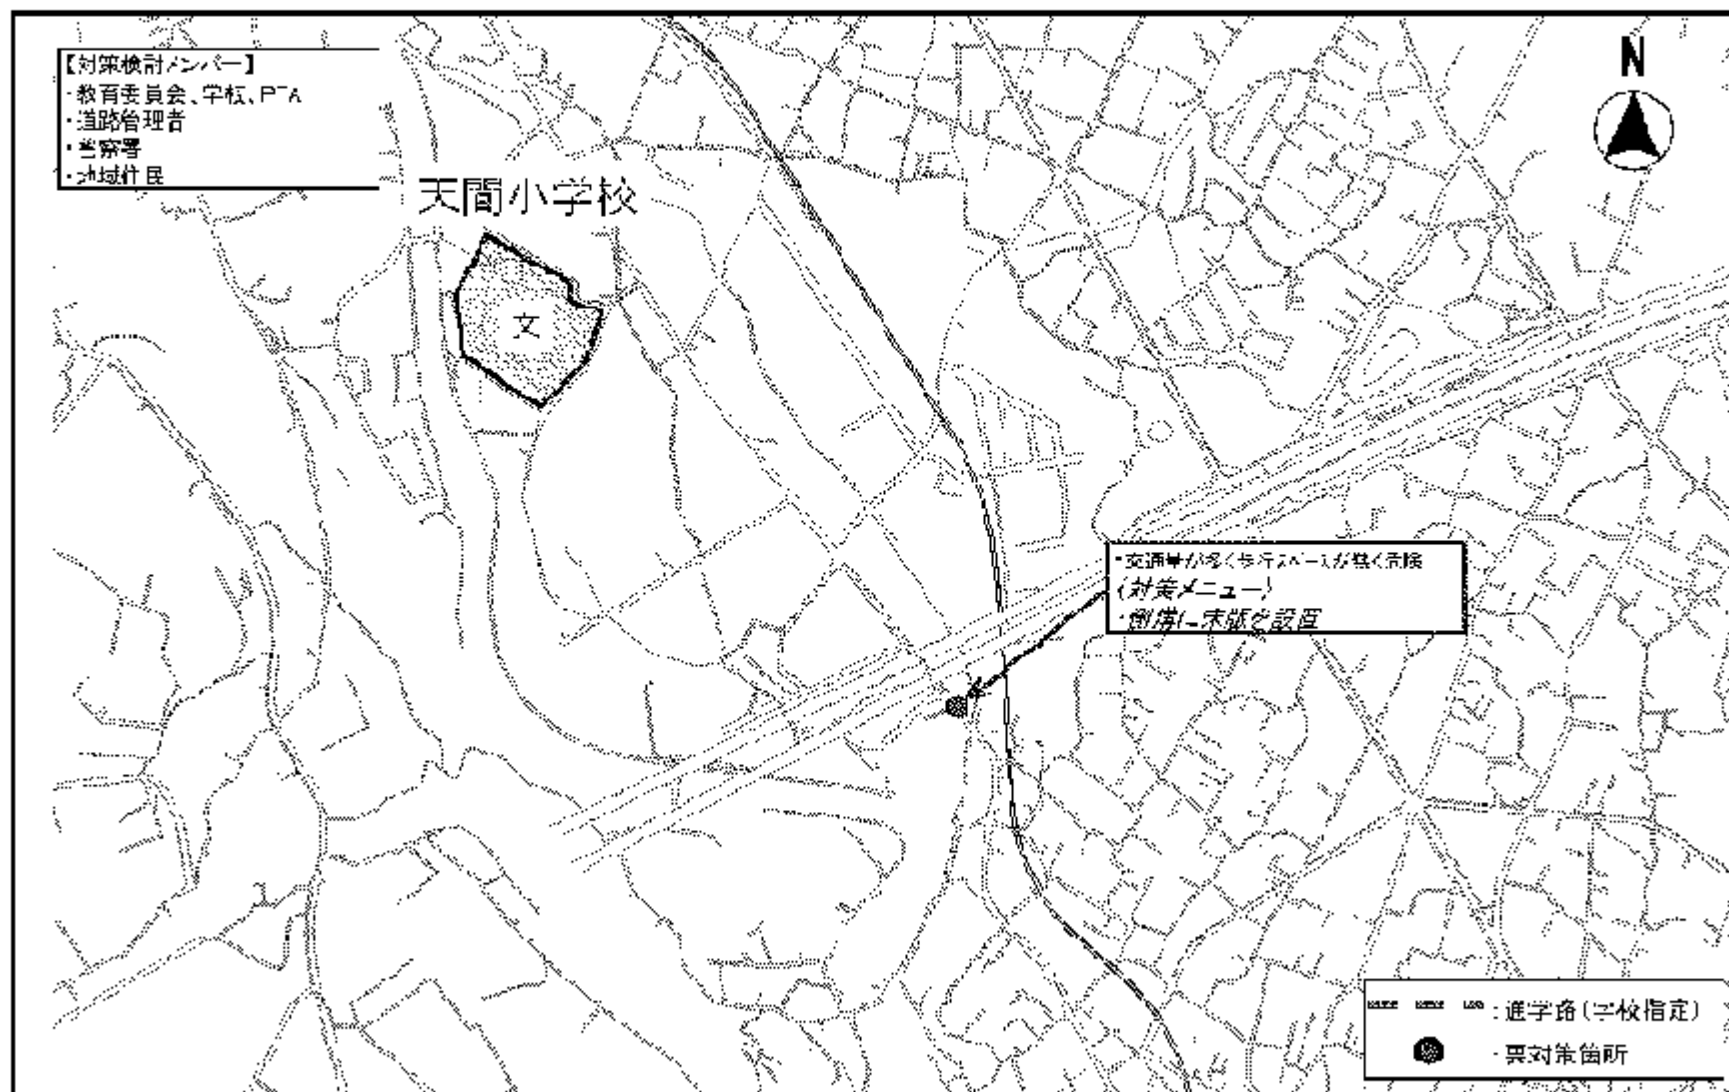 【対策検討メンバー】
・教育委員会、学校、PTA
・道路管理者
・警察署
・地域住民
天間小学校
文
N
・交通量が多く歩行スペースが狭く危険
(対策メニュー)
・側溝に床版を設置
:通学路(学校指定)
:要対策箇所